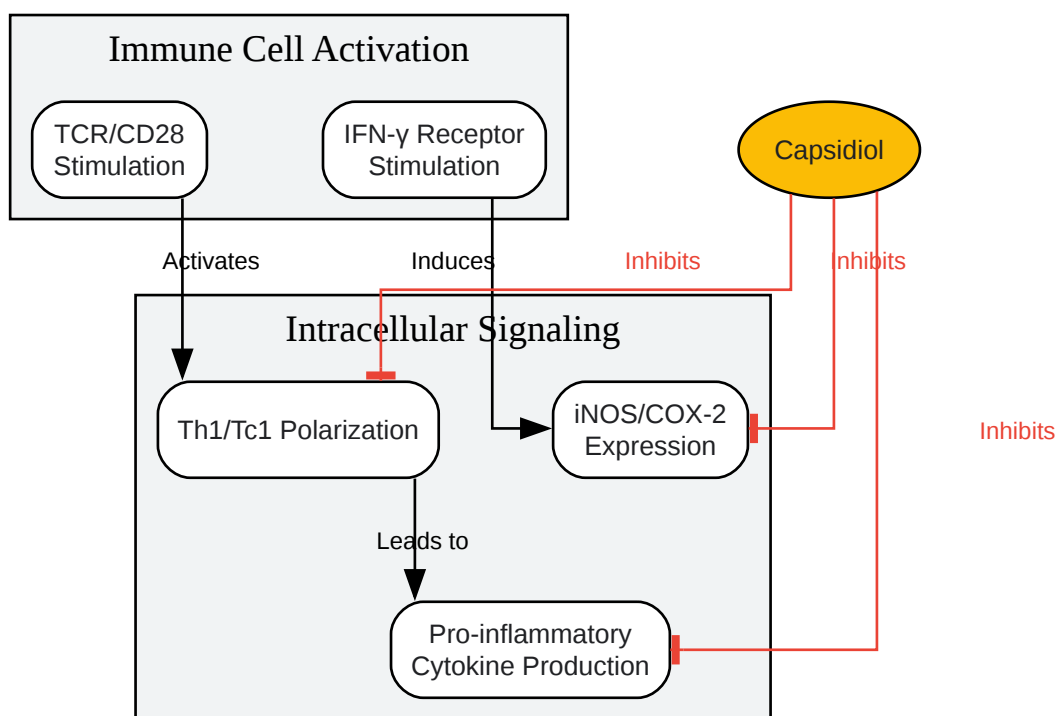 Immune Cell Activation
TCR/CD28
Stimulation
IFN-γ Receptor
Stimulation
Capsidiol
Activates
Induces
Inhibits
Inhibits
Intracellular Signaling
Th1/Tc1 Polarization
iNOS/COX-2
Expression
Inhibits
Leads to
Pro-inflammatory
Cytokine Production